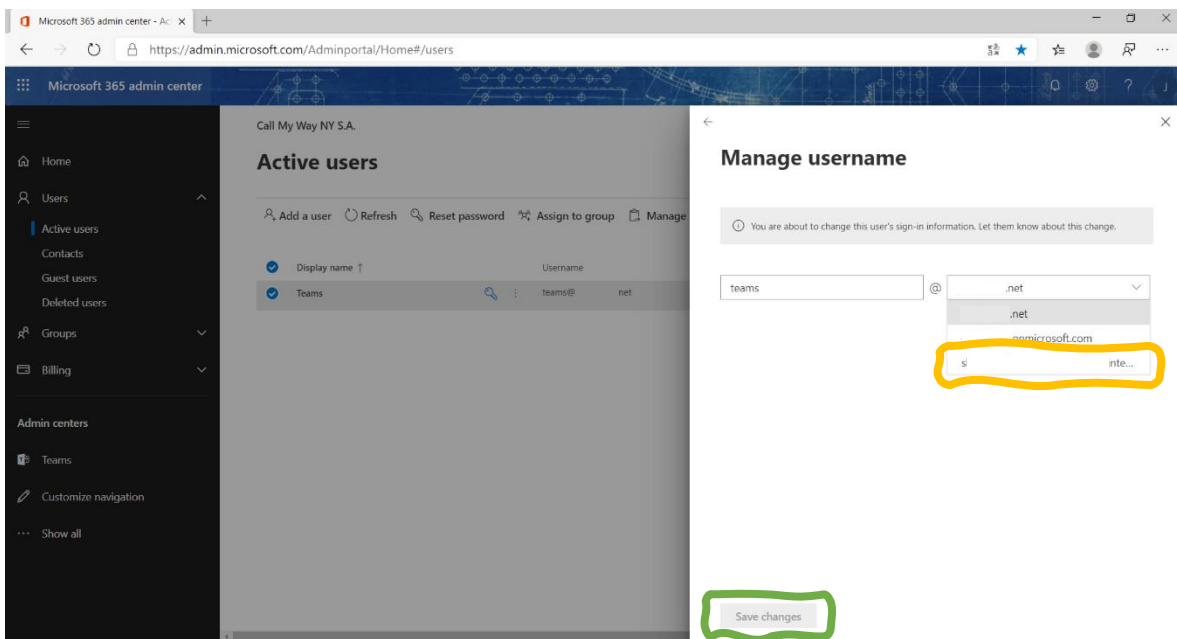 Microsoft 365 admin center - Ac
https://admin.microsoft.com/Adminportal/Home#/users
Microsoft 365 admin center
?
J
Call My Way NY S.A.
Active users
Home
Users
Active users
Contacts
Guest users
Deleted users
Groups
Billing
Admin centers
Teams
Customize navigation
Show all
Add a user Refresh Reset password Assign to group Manage
Display name ↑ Username
Teams teams@ net
Manage username
You are about to change this user's sign-in information. Let them know about this change.
teams @ .net
.net
onmicrosoft.com
s inte...
Save changes